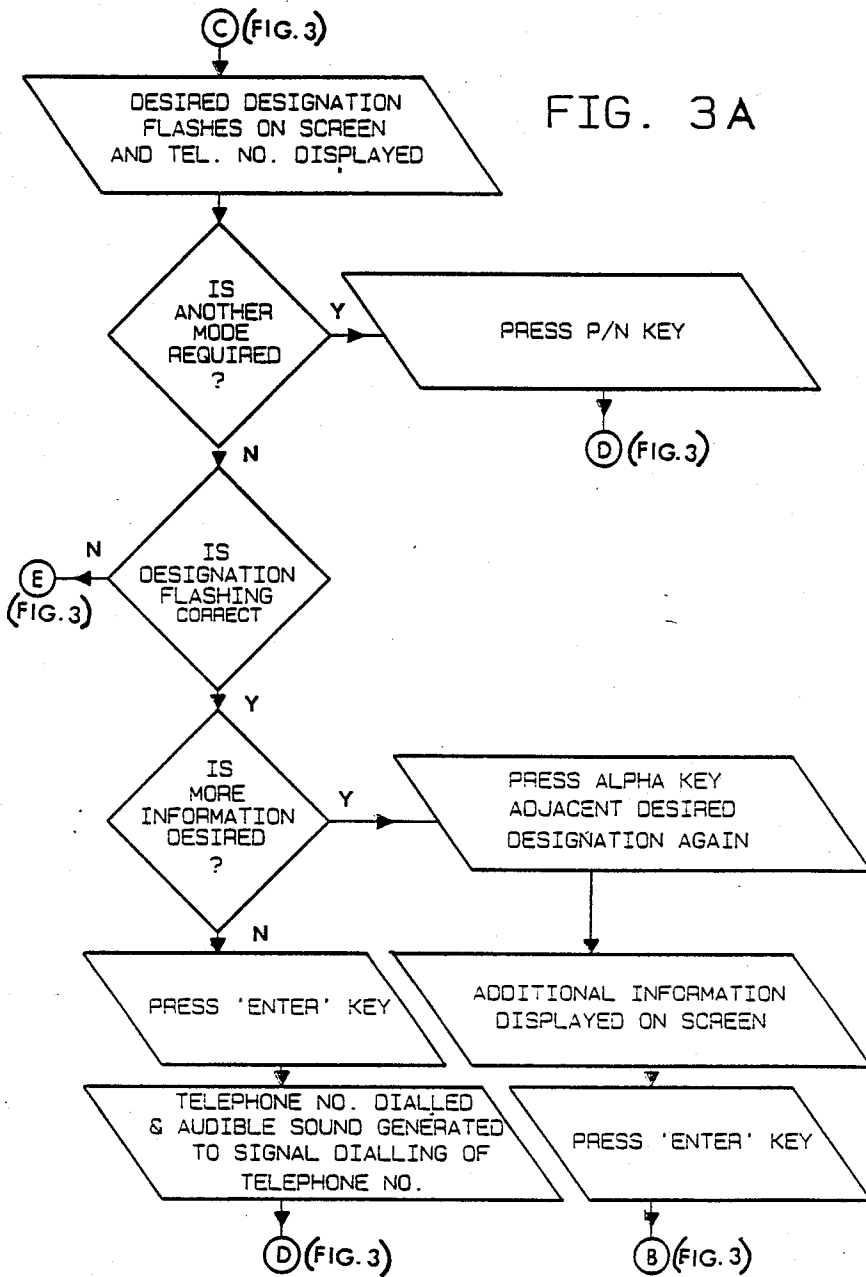 C (FIG. 3)
FIG. 3A
DESIRED DESIGNATION
FLASHES ON SCREEN
AND TEL. NO. DISPLAYED
IS
ANOTHER
MODE
REQUIRED
?
Y
PRESS P/N KEY
D (FIG. 3)
N
IS
DESIGNATION
FLASHING
CORRECT
N
E
(FIG. 3)
Y
IS
MORE
INFORMATION
DESIRED
?
Y
PRESS ALPHA KEY
ADJACENT DESIRED
DESIGNATION AGAIN
N
PRESS 'ENTER' KEY
ADDITIONAL INFORMATION
DISPLAYED ON SCREEN
TELEPHONE NO. DIALLED
& AUDIBLE SOUND GENERATED
TO SIGNAL DIALLING OF
TELEPHONE NO.
PRESS 'ENTER' KEY
D (FIG. 3)
B (FIG. 3)